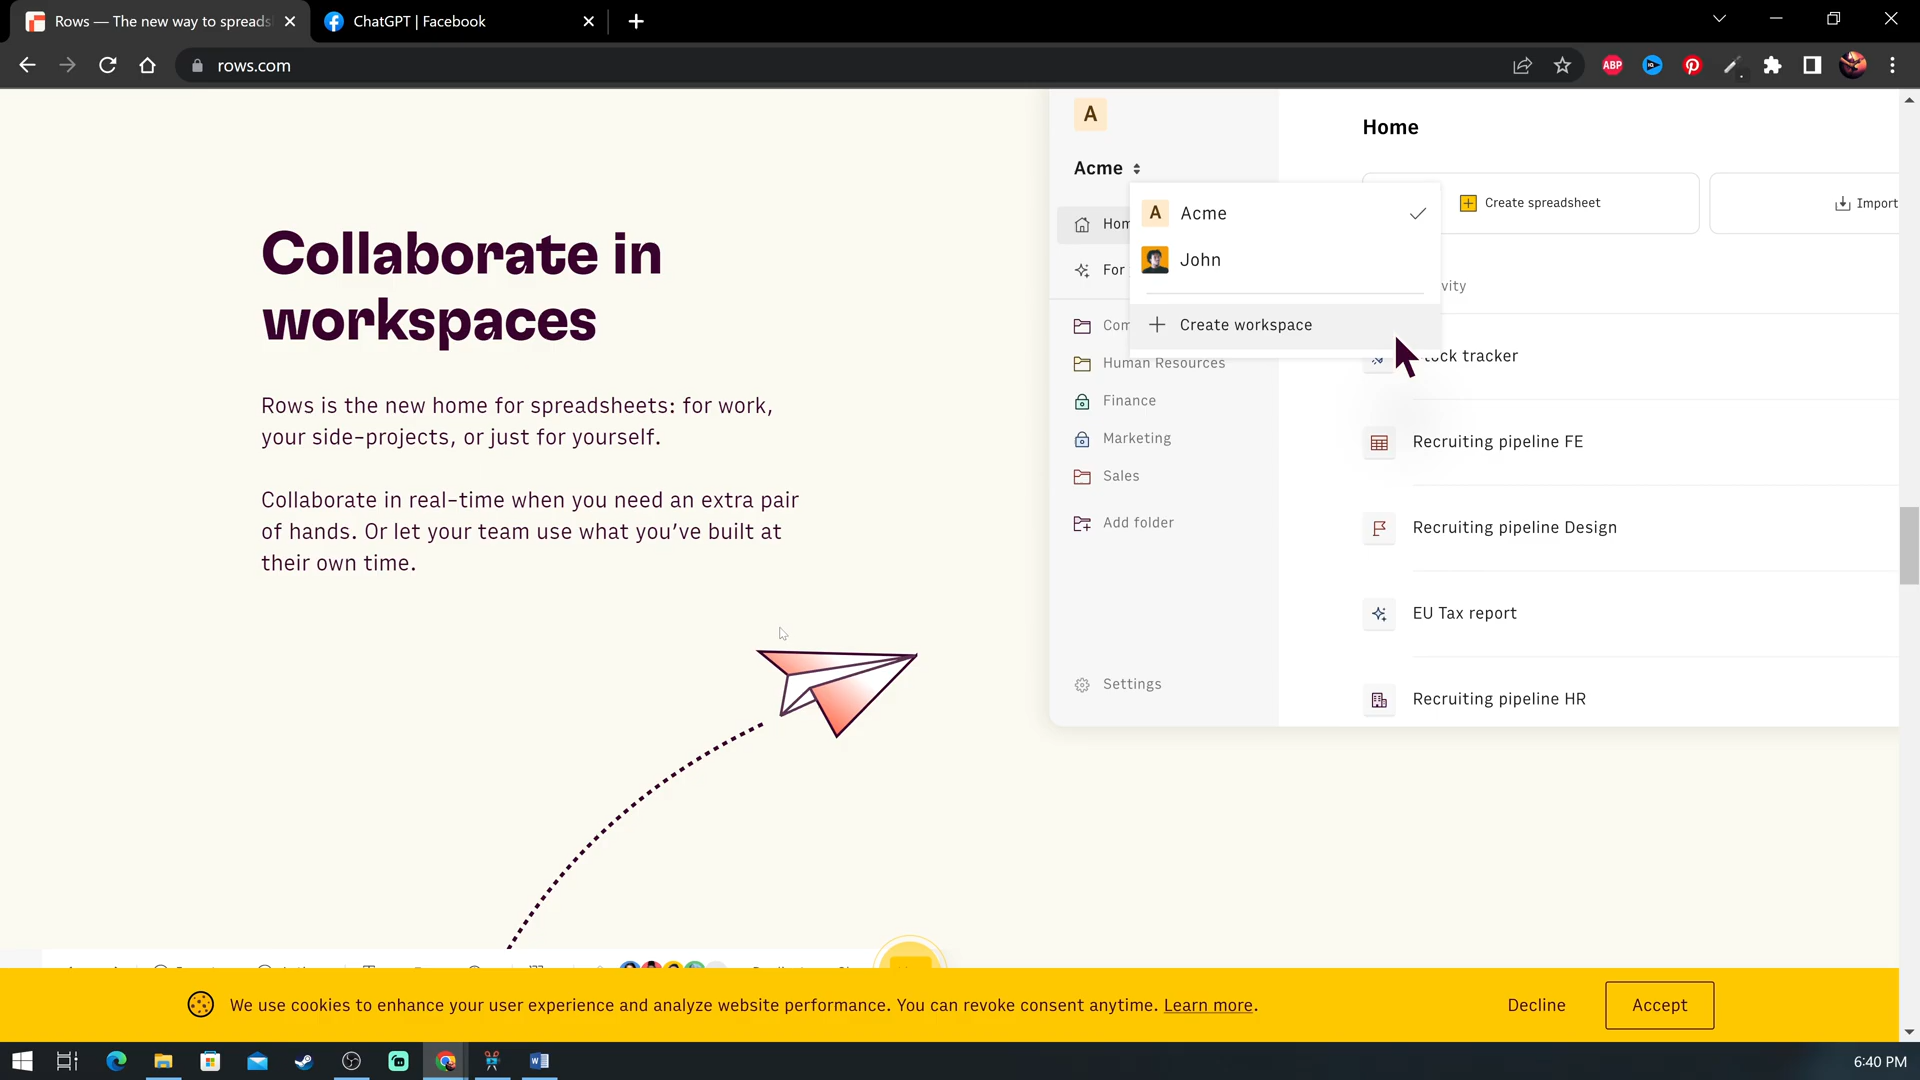 Rows — The new way to spreads
ChatGPT | Facebook
rows.com
ABP
Collaborate in
workspaces
Rows is the new home for spreadsheets: for work,
your side-projects, or just for yourself.
Collaborate in real-time when you need an extra pair
of hands. Or let your team use what you've built at
their own time.
A
Acme
Hom
For
Com
Human Resources
Finance
Marketing
Sales
Add folder
Settings
A Acme
John
Create workspace
Home
Create spreadsheet
Import
vity
ock tracker
Recruiting pipeline FE
Recruiting pipeline Design
EU Tax report
Recruiting pipeline HR
We use cookies to enhance your user experience and analyze website performance. You can revoke consent anytime. Learn more.
Decline
Accept
6:40 PM